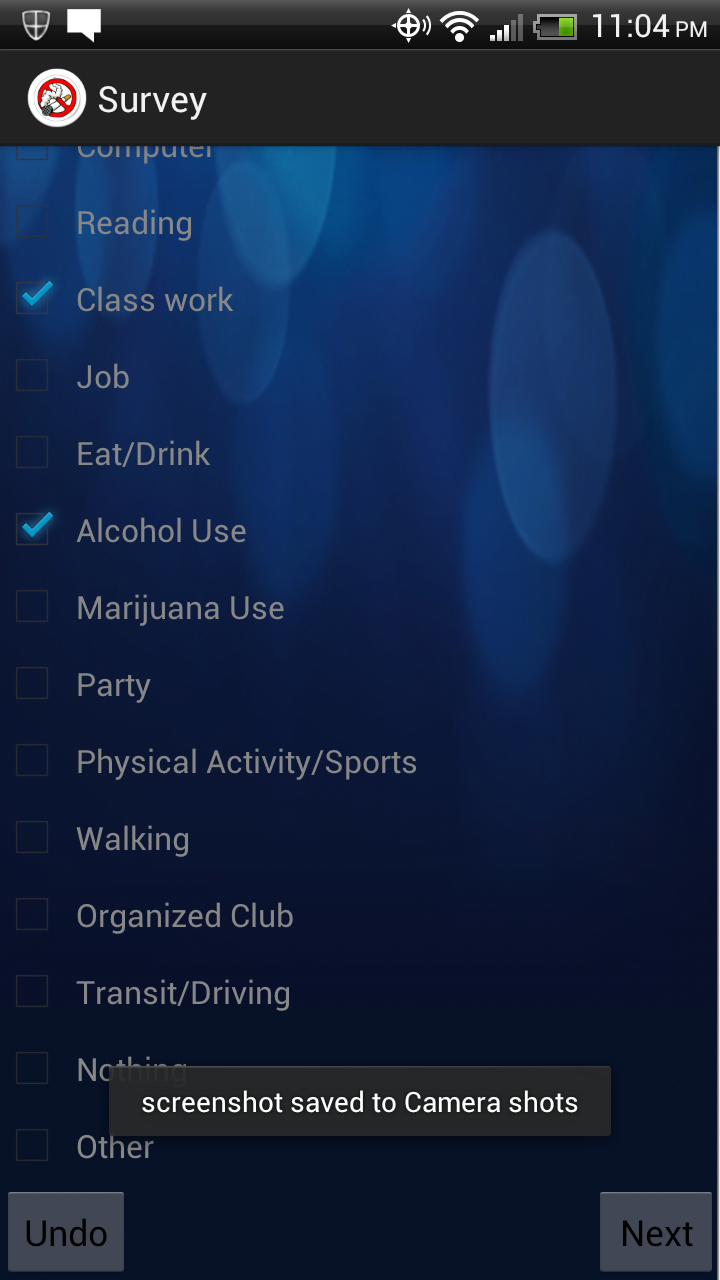 11:04 PM
Survey
Computer
Reading
Class work
Job
Eat/Drink
Alcohol Use
Marijuana Use
Party
Physical Activity/Sports
Walking
Organized Club
Transit/Driving
Nothing
screenshot saved to Camera shots
Other
Undo
Next